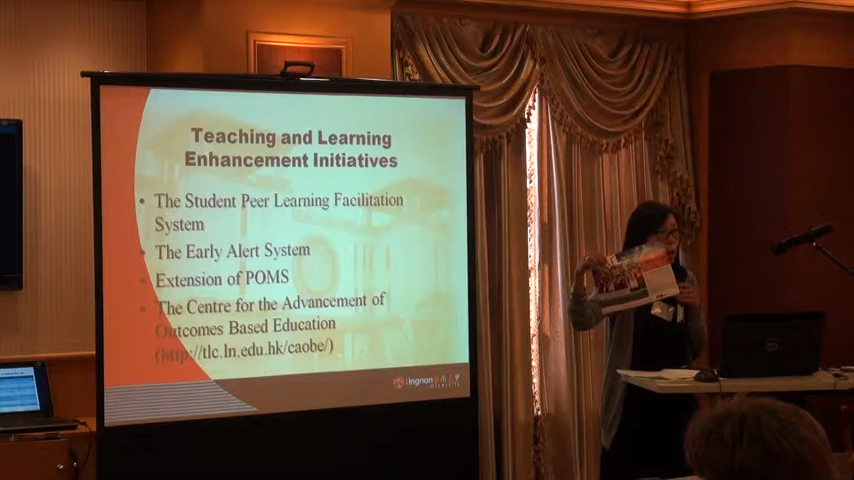 Teaching and Learning
Enhancement Initiatives
• The Student Peer Learning Facilitation
System
• The Early Alert System
• Extension of POMS
• The Centre for the Advancement of
Outcomes Based Education
(http://tlc.ln.edu.hk/caobe/)
Lingnan